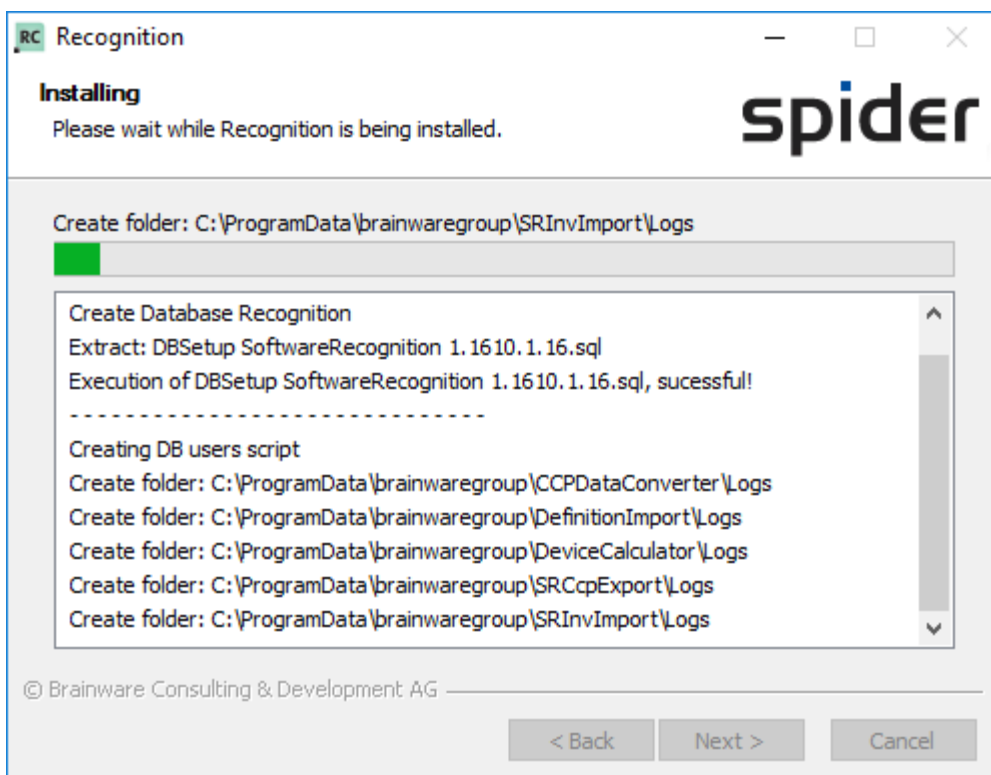 RC Recognition
Installing
Please wait while Recognition is being installed.
spider
Create folder: C:\ProgramData\brainwaregroup\SRInvImport\Logs
Create Database Recognition
Extract: DBSetup SoftwareRecognition 1.1610.1.16.sql
Execution of DBSetup SoftwareRecognition 1.1610.1.16.sql, sucessful!
- - - - - - - - - - - - - - - - - - - - - - - - - - - - - - -
Creating DB users script
Create folder: C:\ProgramData\brainwaregroup\CCPDataConverter\Logs
Create folder: C:\ProgramData\brainwaregroup\DefinitionImport\Logs
Create folder: C:\ProgramData\brainwaregroup\DeviceCalculator\Logs
Create folder: C:\ProgramData\brainwaregroup\SRCcpExport\Logs
Create folder: C:\ProgramData\brainwaregroup\SRInvImport\Logs
© Brainware Consulting & Development AG
< Back Next > Cancel